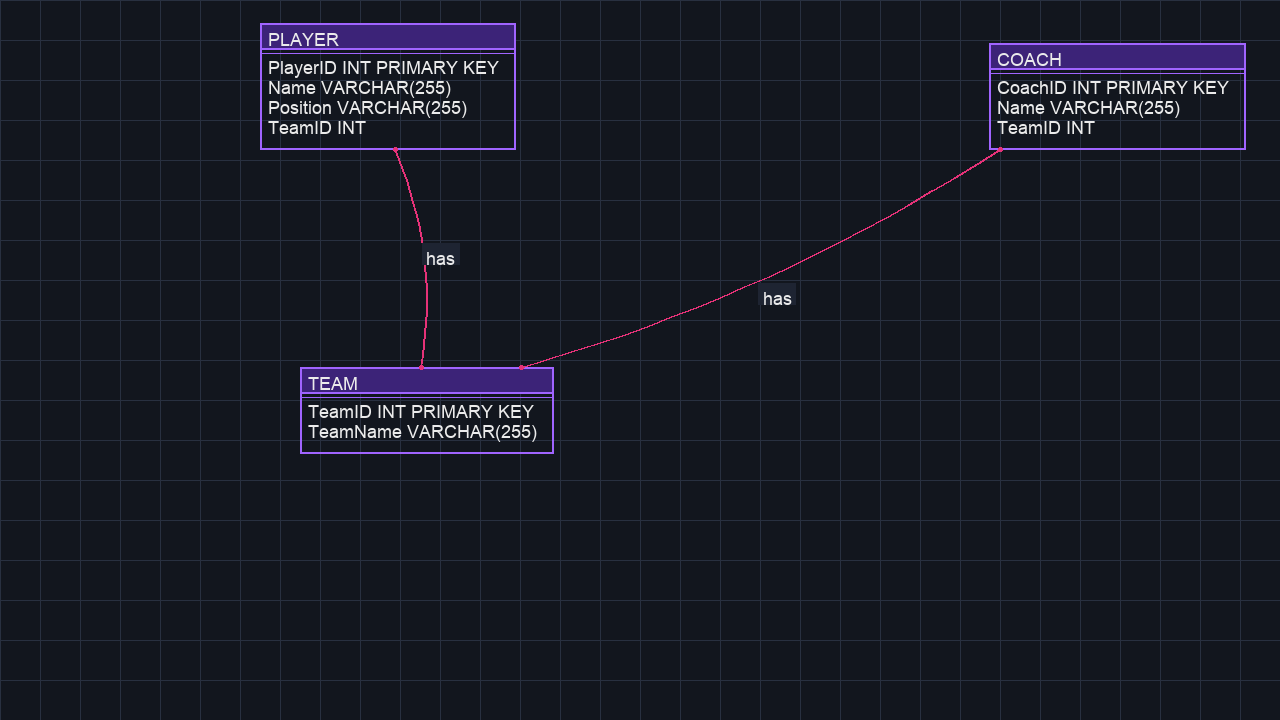 PLAYER
PlayerID INT PRIMARY KEY
Name VARCHAR(255)
Position VARCHAR(255)
TeamID INT
COACH
CoachID INT PRIMARY KEY
Name VARCHAR(255)
TeamID INT
has
has
TEAM
TeamID INT PRIMARY KEY
TeamName VARCHAR(255)